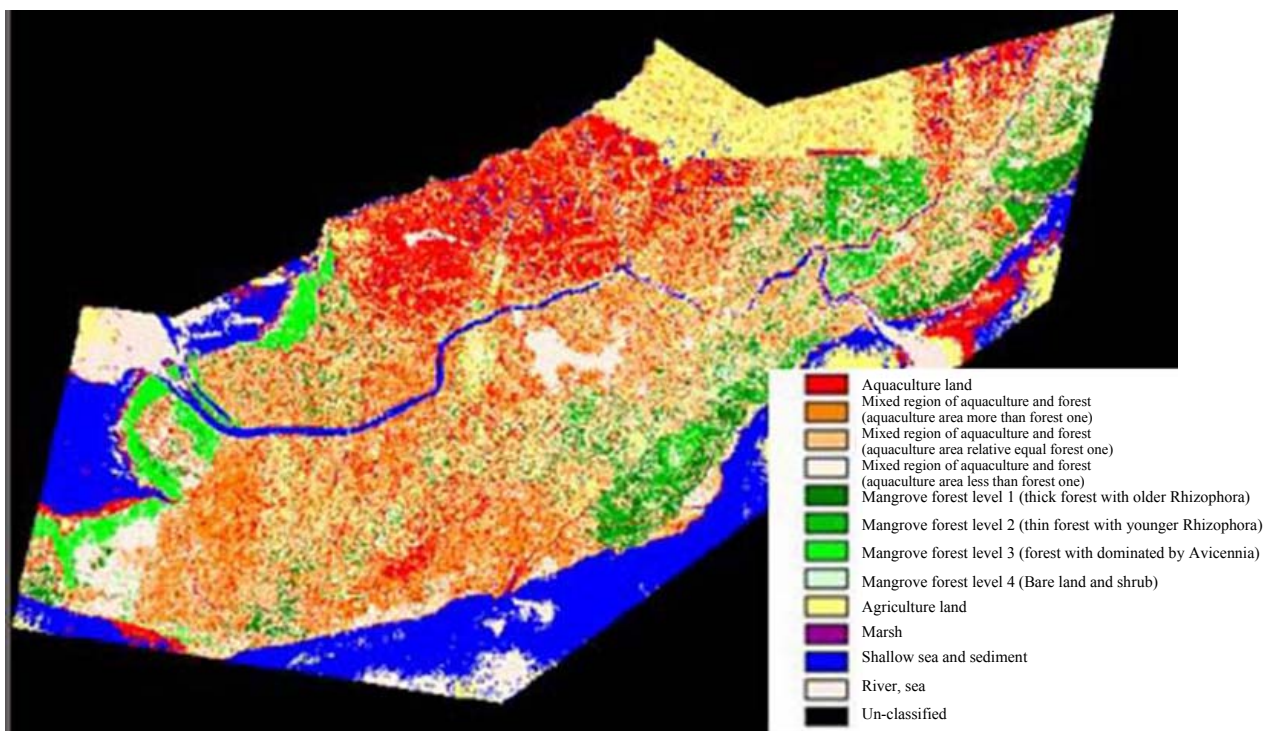 Aquaculture land
Mixed region of aquaculture and forest
(aquaculture area more than forest one)
Mixed region of aquaculture and forest
(aquaculture area relative equal forest one)
Mixed region of aquaculture and forest
(aquaculture area less than forest one)
Mangrove forest level 1 (thick forest with older Rhizophora)
Mangrove forest level 2 (thin forest with younger Rhizophora)
Mangrove forest level 3 (forest with dominated by Avicennia)
Mangrove forest level 4 (Bare land and shrub)
Agriculture land
Marsh
Shallow sea and sediment
River, sea
Un-classified